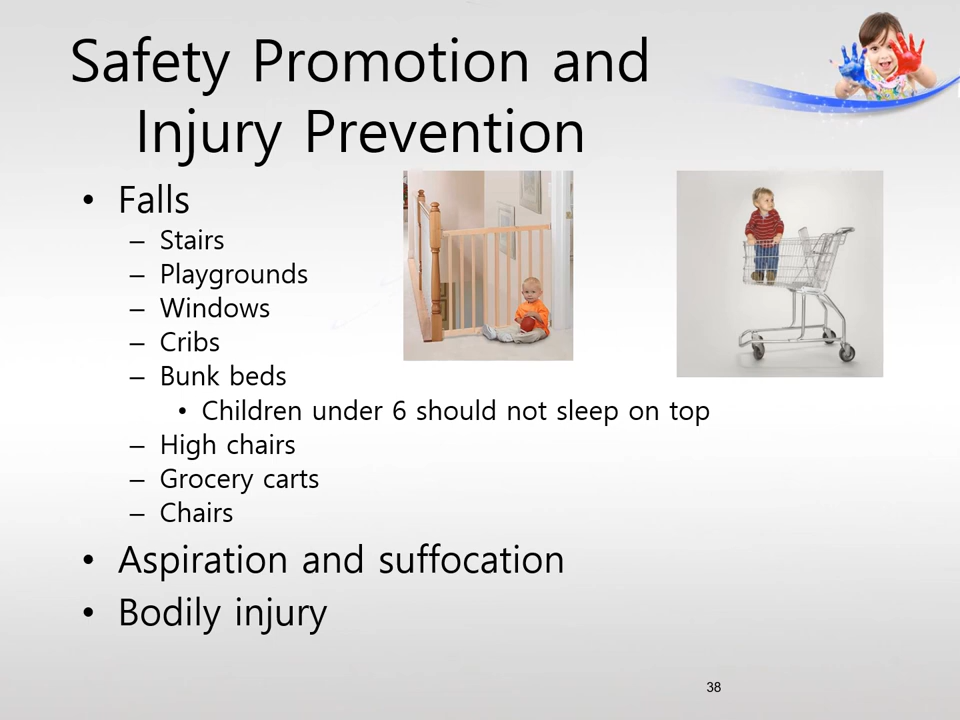 Safety Promotion and
Injury Prevention
• Falls
– Stairs
– Playgrounds
– Windows
– Cribs
– Bunk beds
• Children under 6 should not sleep on top
– High chairs
– Grocery carts
– Chairs
• Aspiration and suffocation
• Bodily injury
38